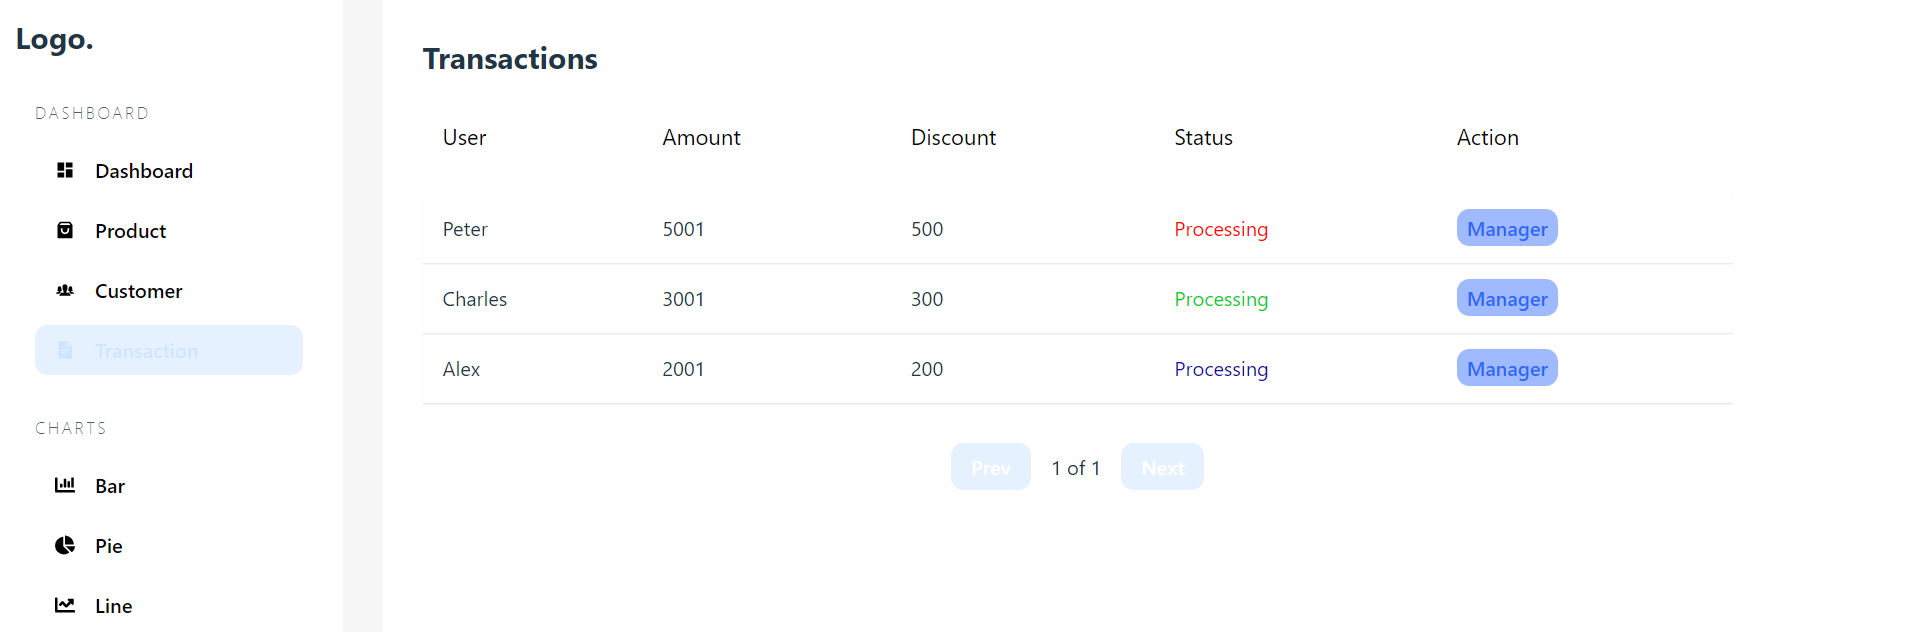 Logo.
DASHBOARD
Dashboard
Product
Customer
Transaction
CHARTS
Bar
Pie
Line
Transactions
User Amount Discount Status Action
Peter 5001 500 Processing Manager
Charles 3001 300 Processing Manager
Alex 2001 200 Processing Manager
Prev 1 of 1 Next